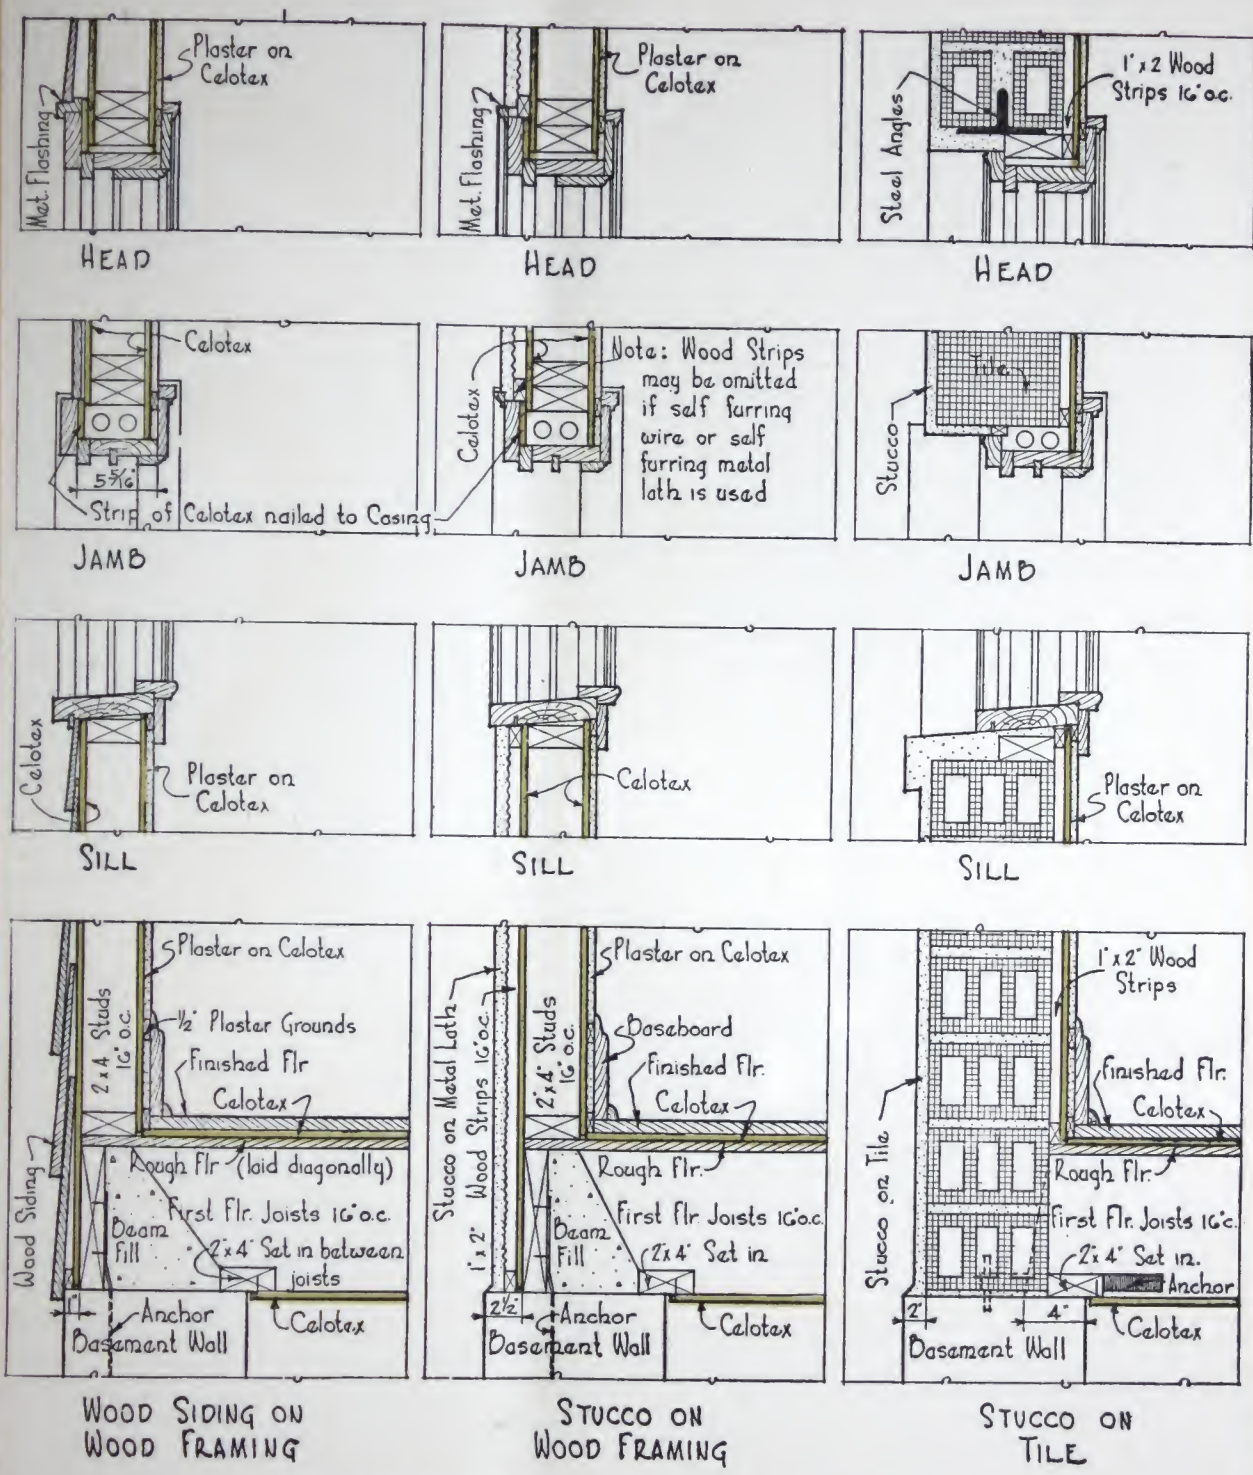 Plaster on
Celotex
Met. Flashing
HEAD
Plaster on
Celotex
Met. Flashing
HEAD
1" x 2 Wood
Strips 16" o.c.
Steel Angles
HEAD
Celotex
5 5/16"
Strip of Celotex nailed to Casing
JAMB
Celotex
Note: Wood Strips
may be omitted
if self furring
wire or self
furring metal
lath is used
JAMB
Tile
Stucco
JAMB
Celotex
Plaster on
Celotex
SILL
Celotex
SILL
Plaster on
Celotex
SILL
Plaster on Celotex
2 x 4 Studs
16" o.c.
1/2" Plaster Grounds
Finished Flr
Celotex
Rough Flr (laid diagonally)
First Flr. Joists 16" o.c.
Beam
Fill
2" x 4" Set in between
joists
Wood Siding
1"
Anchor
Basement Wall
Celotex
WOOD SIDING ON
WOOD FRAMING
Stucco on Metal Lath
1" x 2" Wood Strips 16" o.c.
2" x 4" Studs
16" o.c.
Plaster on Celotex
Baseboard
Finished Flr.
Celotex
Rough Flr.
First Flr Joists 16" o.c.
Beam
Fill
2" x 4" Set in
2 1/2"
Anchor
Basement Wall
Celotex
STUCCO ON
WOOD FRAMING
1" x 2" Wood
Strips
Stucco on Tile
Finished Flr.
Celotex
Rough Flr.
First Flr. Joists 16" c.
2" x 4" Set in.
Anchor
2"
4"
Basement Wall
Celotex
STUCCO ON
TILE